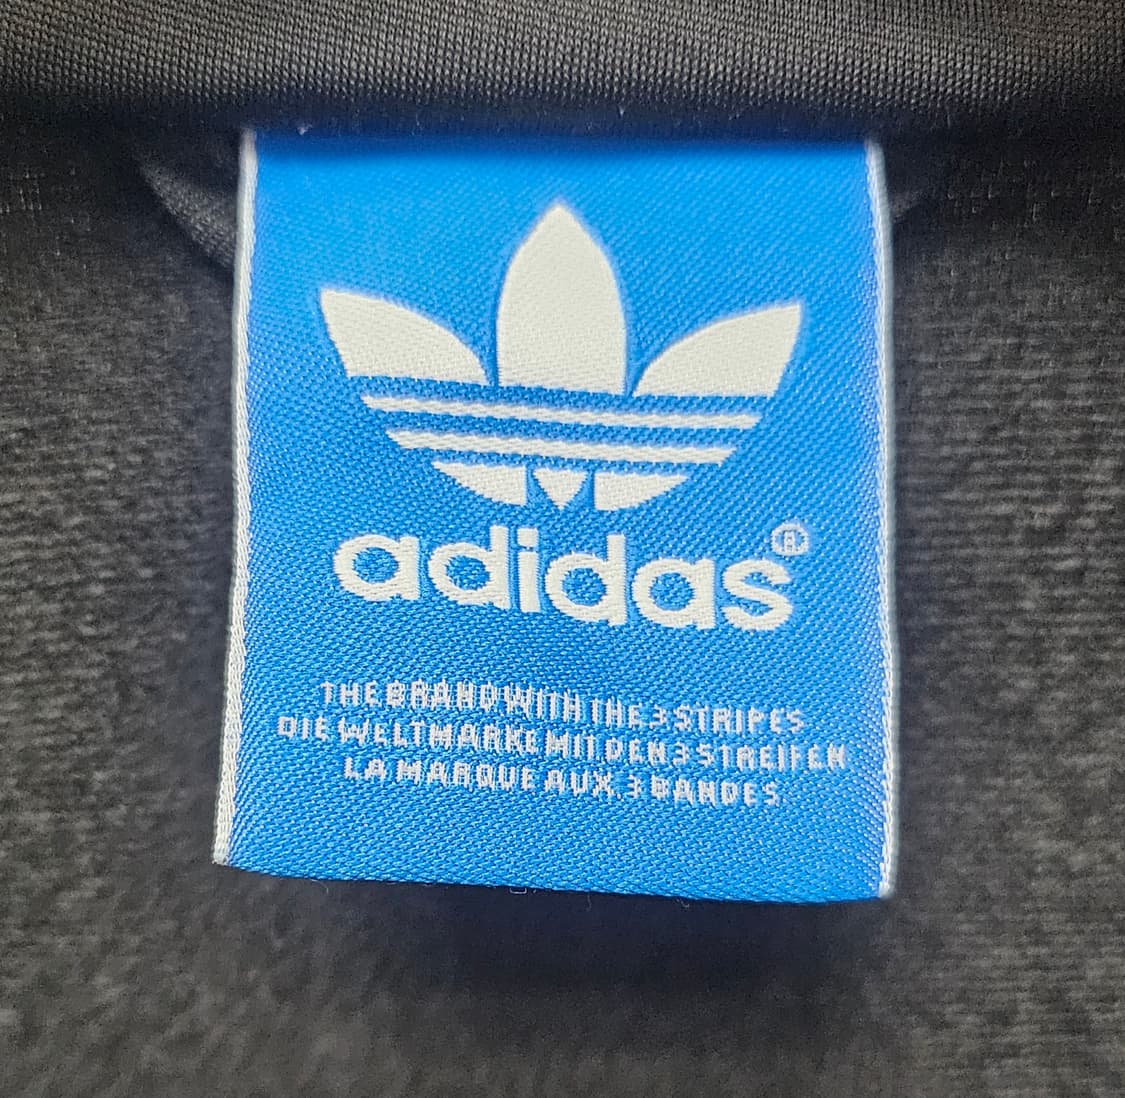 adidas®
THE BRAND WITH THE 3 STRIPES
DIE WELTMARKE MIT DEN 3 STREIFEN
LA MARQUE AUX 3 BANDES